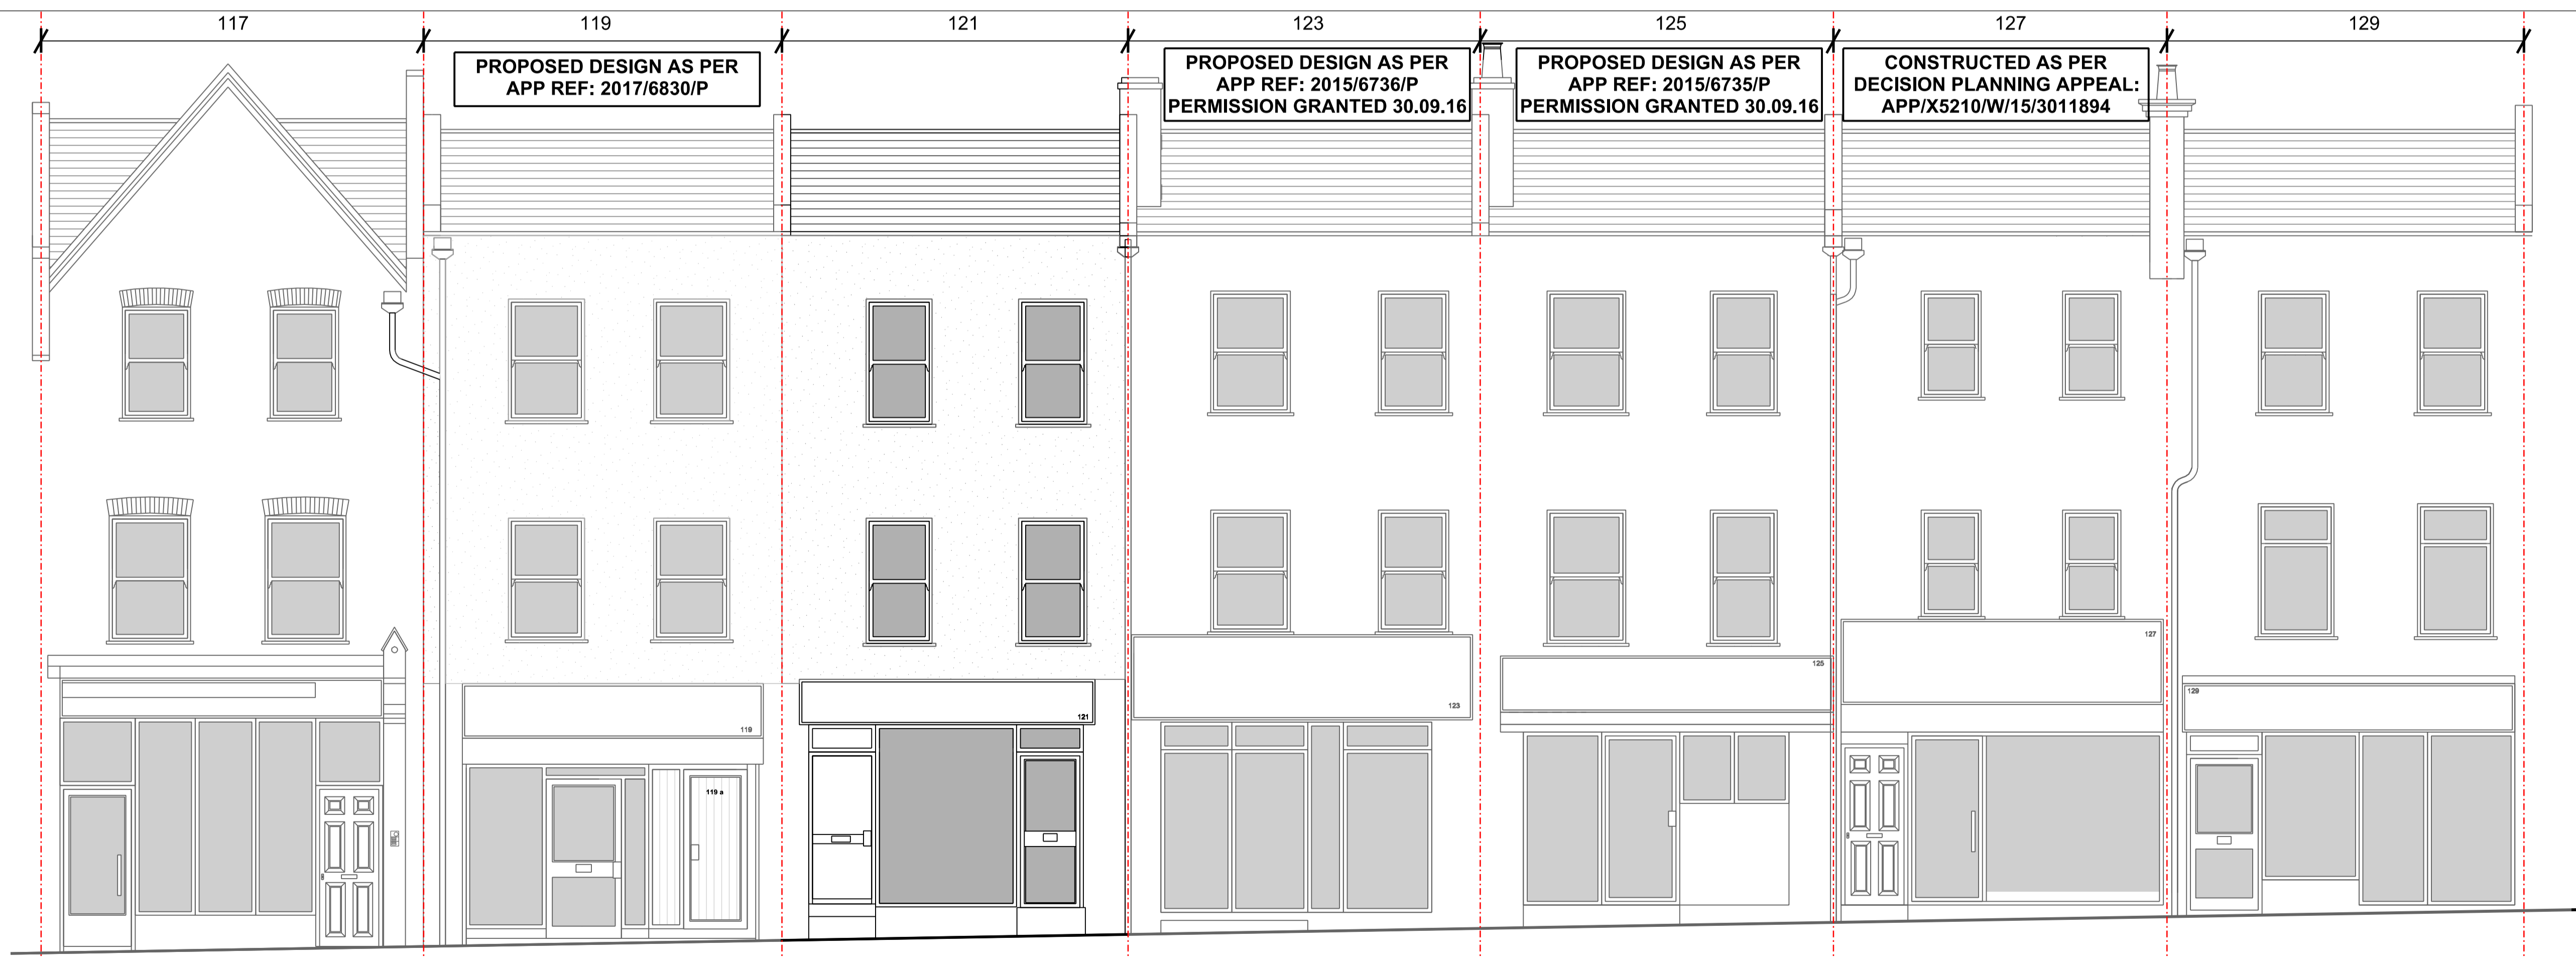 117
119
121
123
125
127
129
PROPOSED DESIGN AS PER
APP REF: 2017/6830/P
PROPOSED DESIGN AS PER
APP REF: 2015/6736/P
PERMISSION GRANTED 30.09.16
PROPOSED DESIGN AS PER
APP REF: 2015/6735/P
PERMISSION GRANTED 30.09.16
CONSTRUCTED AS PER
DECISION PLANNING APPEAL:
APP/X5210/W/15/3011894
119
121
123
125
127
129
119 a